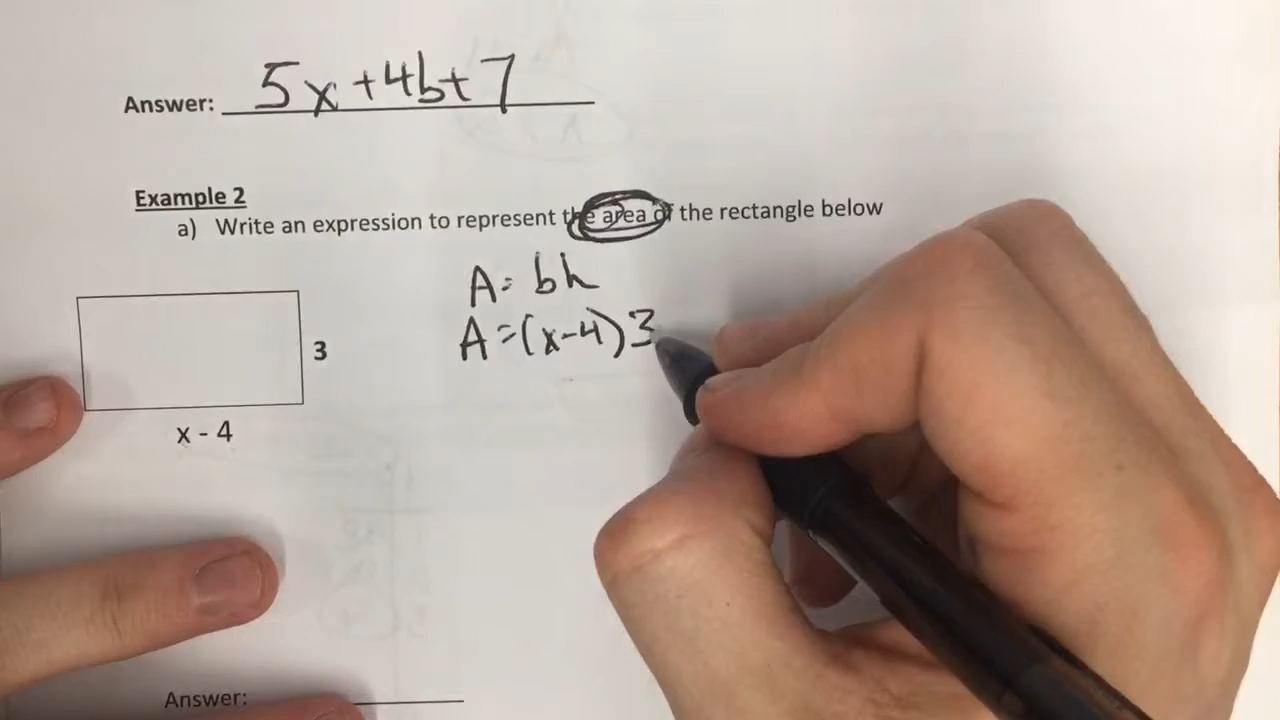 Answer: 5x+4b+7
Example 2
a) Write an expression to represent the area of the rectangle below
A= bh
A=(x-4)3
3
x - 4
Answer: